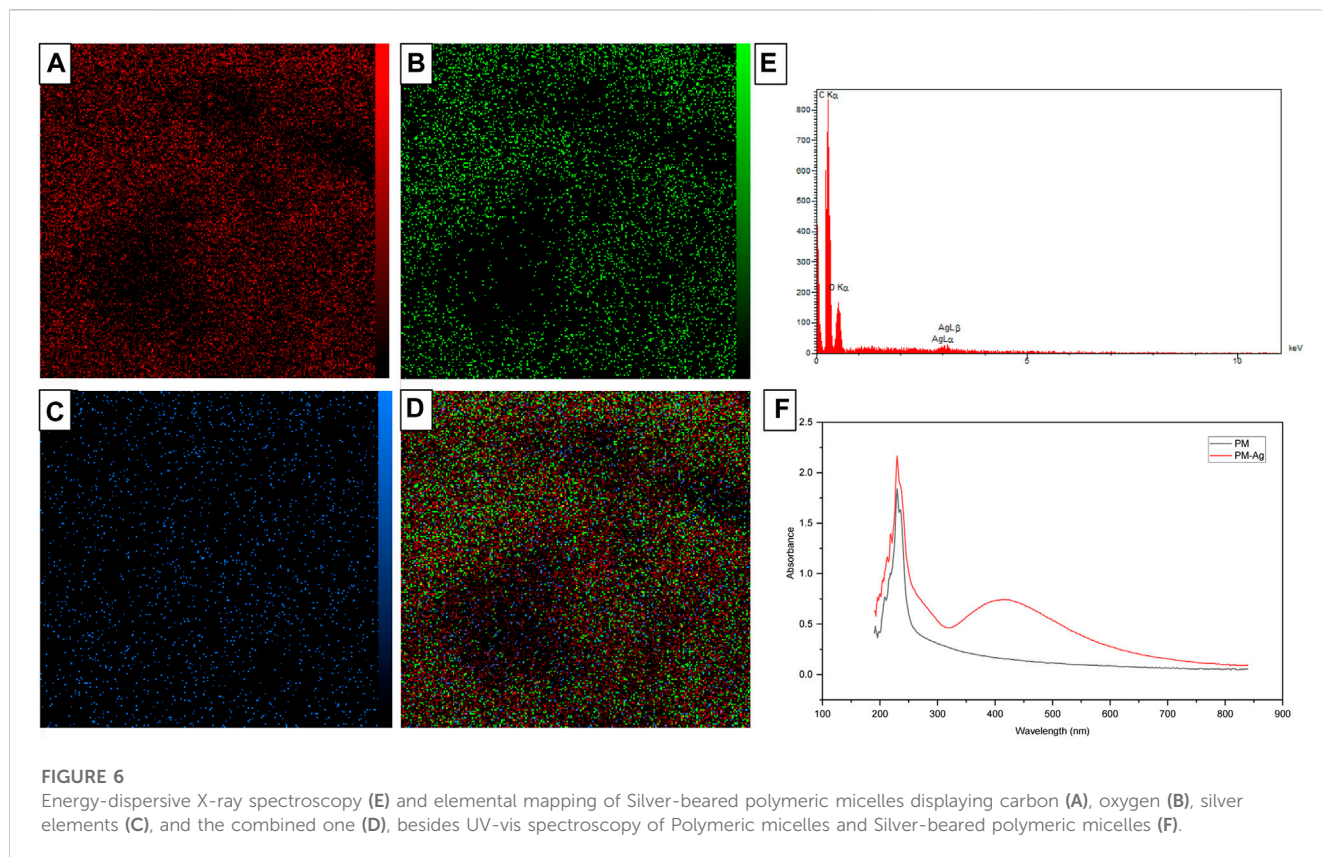 A
B
E
C Kα
800
700
600
500
400
300
O Kα
200
100
AgLβ
AgLα
0
0
5
10
keV
C
D
F
2.5
2.0
1.5
1.0
0.5
0.0
Absorbance
PM
PM-Ag
100 200 300 400 500 600 700 800 900
Wavelength (nm)
FIGURE 6
Energy-dispersive X-ray spectroscopy (E) and elemental mapping of Silver-beared polymeric micelles displaying carbon (A), oxygen (B), silver
elements (C), and the combined one (D), besides UV-vis spectroscopy of Polymeric micelles and Silver-beared polymeric micelles (F).